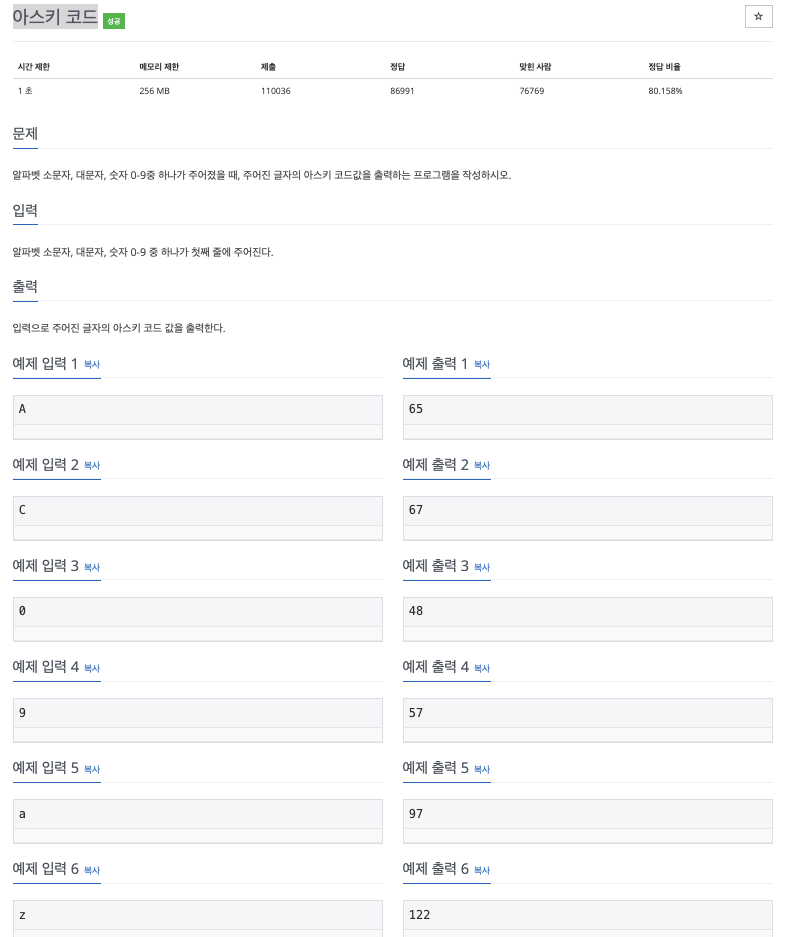 아스키 코드 성공
☆
시간 제한 메모리 제한 제출 정답 맞힌 사람 정답 비율
1 초 256 MB 110036 86991 76769 80.158%
문제
알파벳 소문자, 대문자, 숫자 0-9중 하나가 주어졌을 때, 주어진 글자의 아스키 코드값을 출력하는 프로그램을 작성하시오.
입력
알파벳 소문자, 대문자, 숫자 0-9 중 하나가 첫째 줄에 주어진다.
출력
입력으로 주어진 글자의 아스키 코드 값을 출력한다.
예제 입력 1 복사 예제 출력 1 복사
A 65
예제 입력 2 복사 예제 출력 2 복사
C 67
예제 입력 3 복사 예제 출력 3 복사
0 48
예제 입력 4 복사 예제 출력 4 복사
9 57
예제 입력 5 복사 예제 출력 5 복사
a 97
예제 입력 6 복사 예제 출력 6 복사
z 122